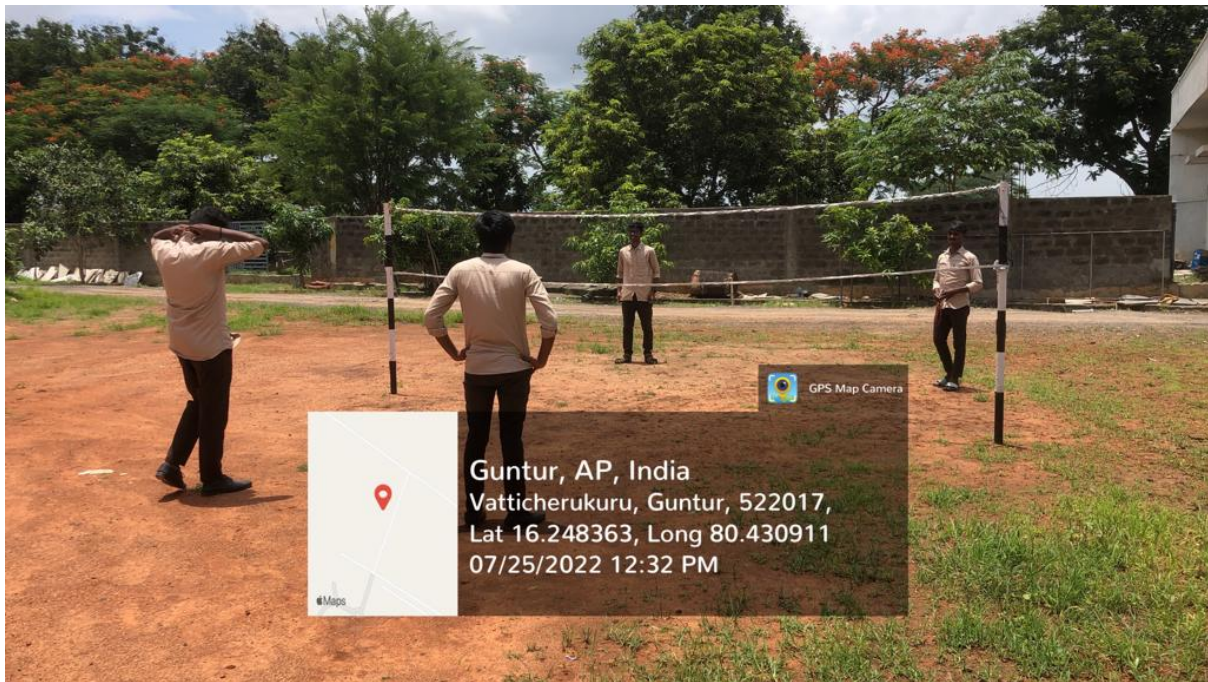 GPS Map Camera
Guntur, AP, India
Vatticherukuru, Guntur, 522017,
Lat 16.248363, Long 80.430911
07/25/2022 12:32 PM
Maps